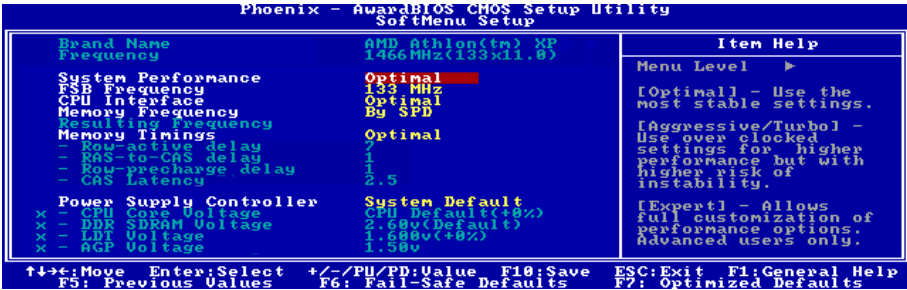 Phoenix - AwardBIOS CMOS Setup Utility
SoftMenu Setup
Brand Name AMD Athlon(tm) XP
Frequency 1466MHz(133x11.0)
System Performance Optimal
FSB Frequency 133 MHz
CPU Interface Optimal
Memory Frequency By SPD
Resulting Frequency
Memory Timings Optimal
- Row-active delay 7
- RAS-to-CAS delay 1
- Row-precharge delay 1
- CAS Latency 2.5
Power Supply Controller System Default
x - CPU Core Voltage CPU Default(+0%)
x - DDR SDRAM Voltage 2.60v(Default)
x - LDT Voltage 1.600v(+0%)
x - AGP Voltage 1.50v
Item Help
Menu Level ►
[Optimal] - Use the
most stable settings.
[Aggressive/Turbo] -
Use over clocked
settings for higher
performance but with
higher risk of
instability.
[Expert] - Allows
full customization of
performance options.
Advanced users only.
↑↓→←:Move Enter:Select +/-/PU/PD:Value F10:Save ESC:Exit F1:General Help
F5: Previous Values F6: Fail-Safe Defaults F7: Optimized Defaults